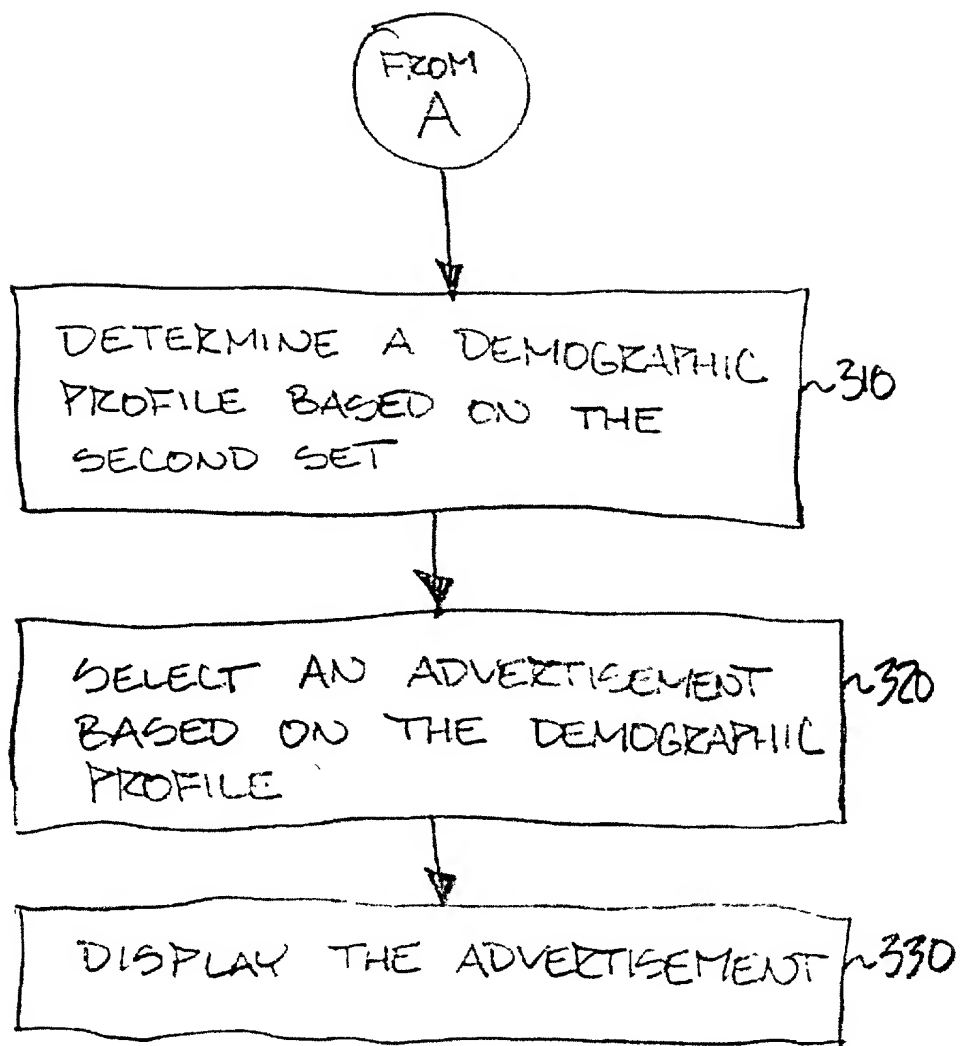 FROM
A
DETERMINE A DEMOGRAPHIC
PROFILE BASED ON THE
SECOND SET
310
SELECT AN ADVERTISEMENT
BASED ON THE DEMOGRAPHIC
PROFILE
320
DISPLAY THE ADVERTISEMENT
330